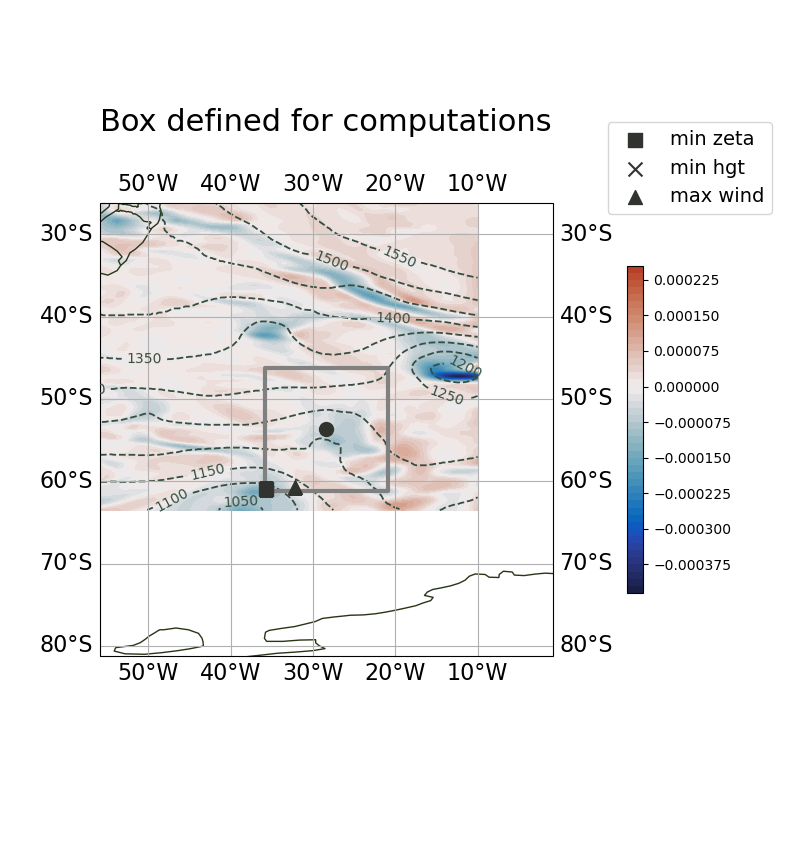 Box defined for computations
min zeta
min hgt
max wind
50°W 40°W 30°W 20°W 10°W
30°S 30°S
40°S 40°S
50°S 50°S
60°S 60°S
70°S 70°S
80°S 80°S
50°W 40°W 30°W 20°W 10°W
1550
1500
1400
1350
1200
1250
0
1150
1100
1050
0.000225
0.000150
0.000075
0.000000
−0.000075
−0.000150
−0.000225
−0.000300
−0.000375